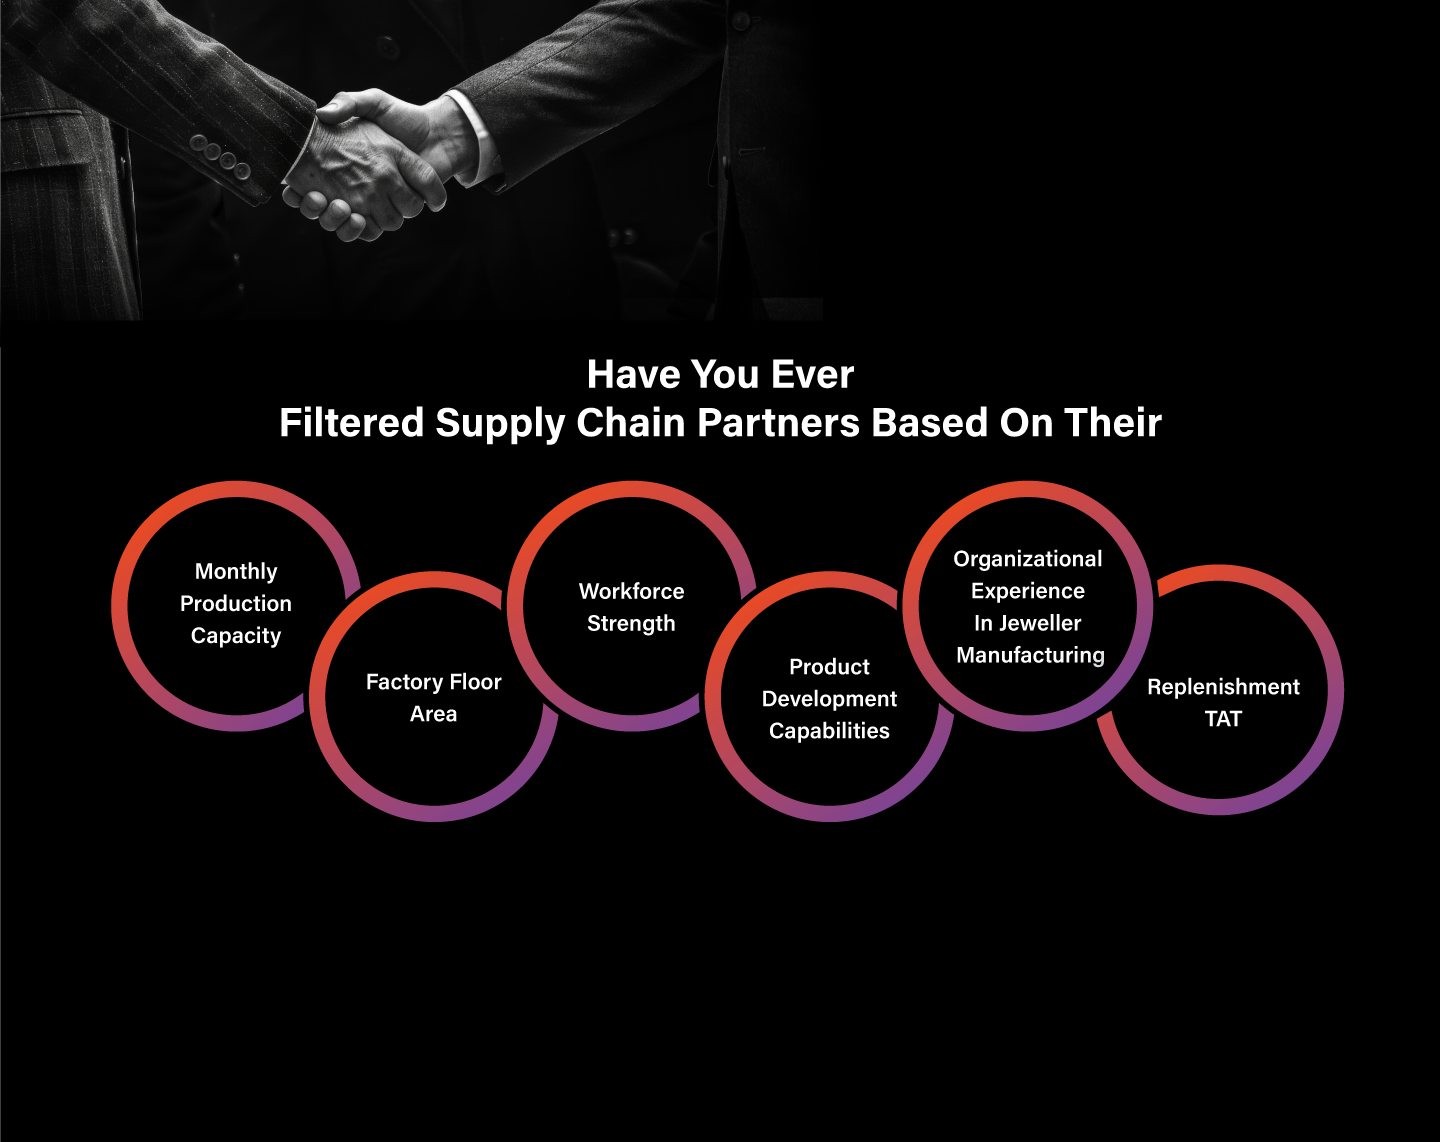 Have You Ever
Filtered Supply Chain Partners Based On Their
Monthly
Production
Capacity
Factory Floor
Area
Workforce
Strength
Product
Development
Capabilities
Organizational
Experience
In Jeweller
Manufacturing
Replenishment
TAT